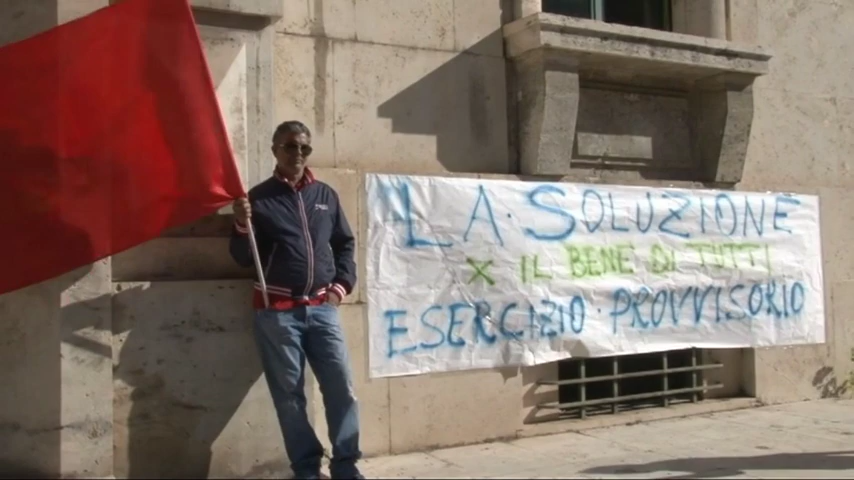 LA·SOLUZIONE
X IL BENE DI TUTTI
ESERCIZIO·PROVVISORIO